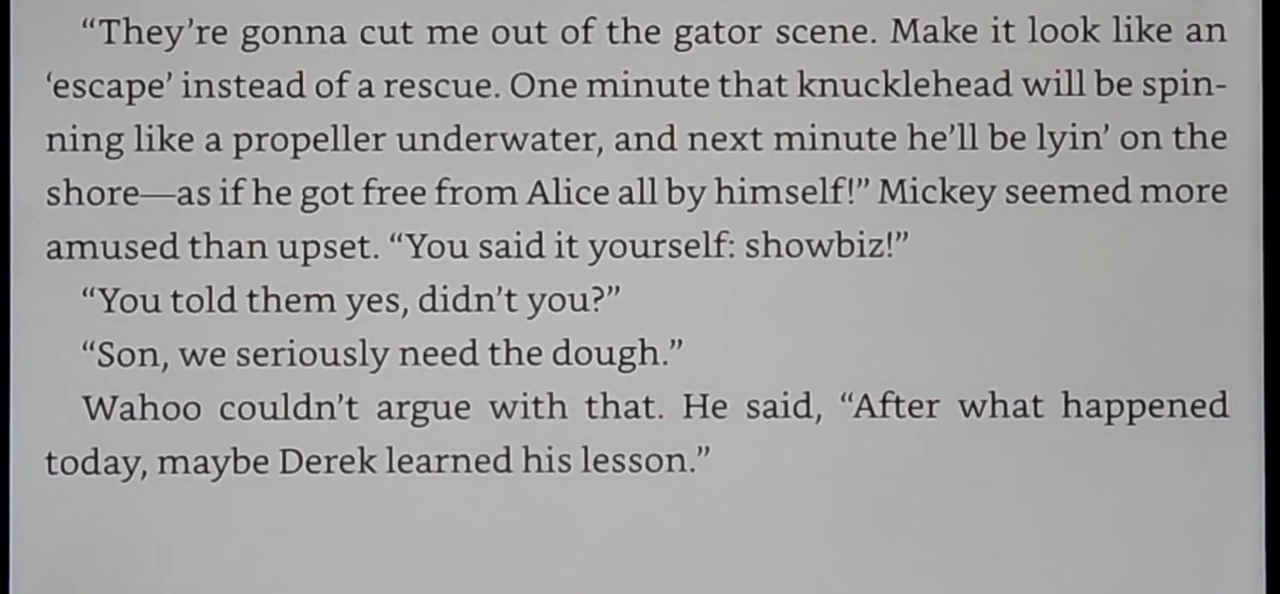 “They’re gonna cut me out of the gator scene. Make it look like an
‘escape’ instead of a rescue. One minute that knucklehead will be spin-
ning like a propeller underwater, and next minute he’ll be lyin’ on the
shore—as if he got free from Alice all by himself!” Mickey seemed more
amused than upset. “You said it yourself: showbiz!”
“You told them yes, didn’t you?”
“Son, we seriously need the dough.”
Wahoo couldn’t argue with that. He said, “After what happened
today, maybe Derek learned his lesson.”